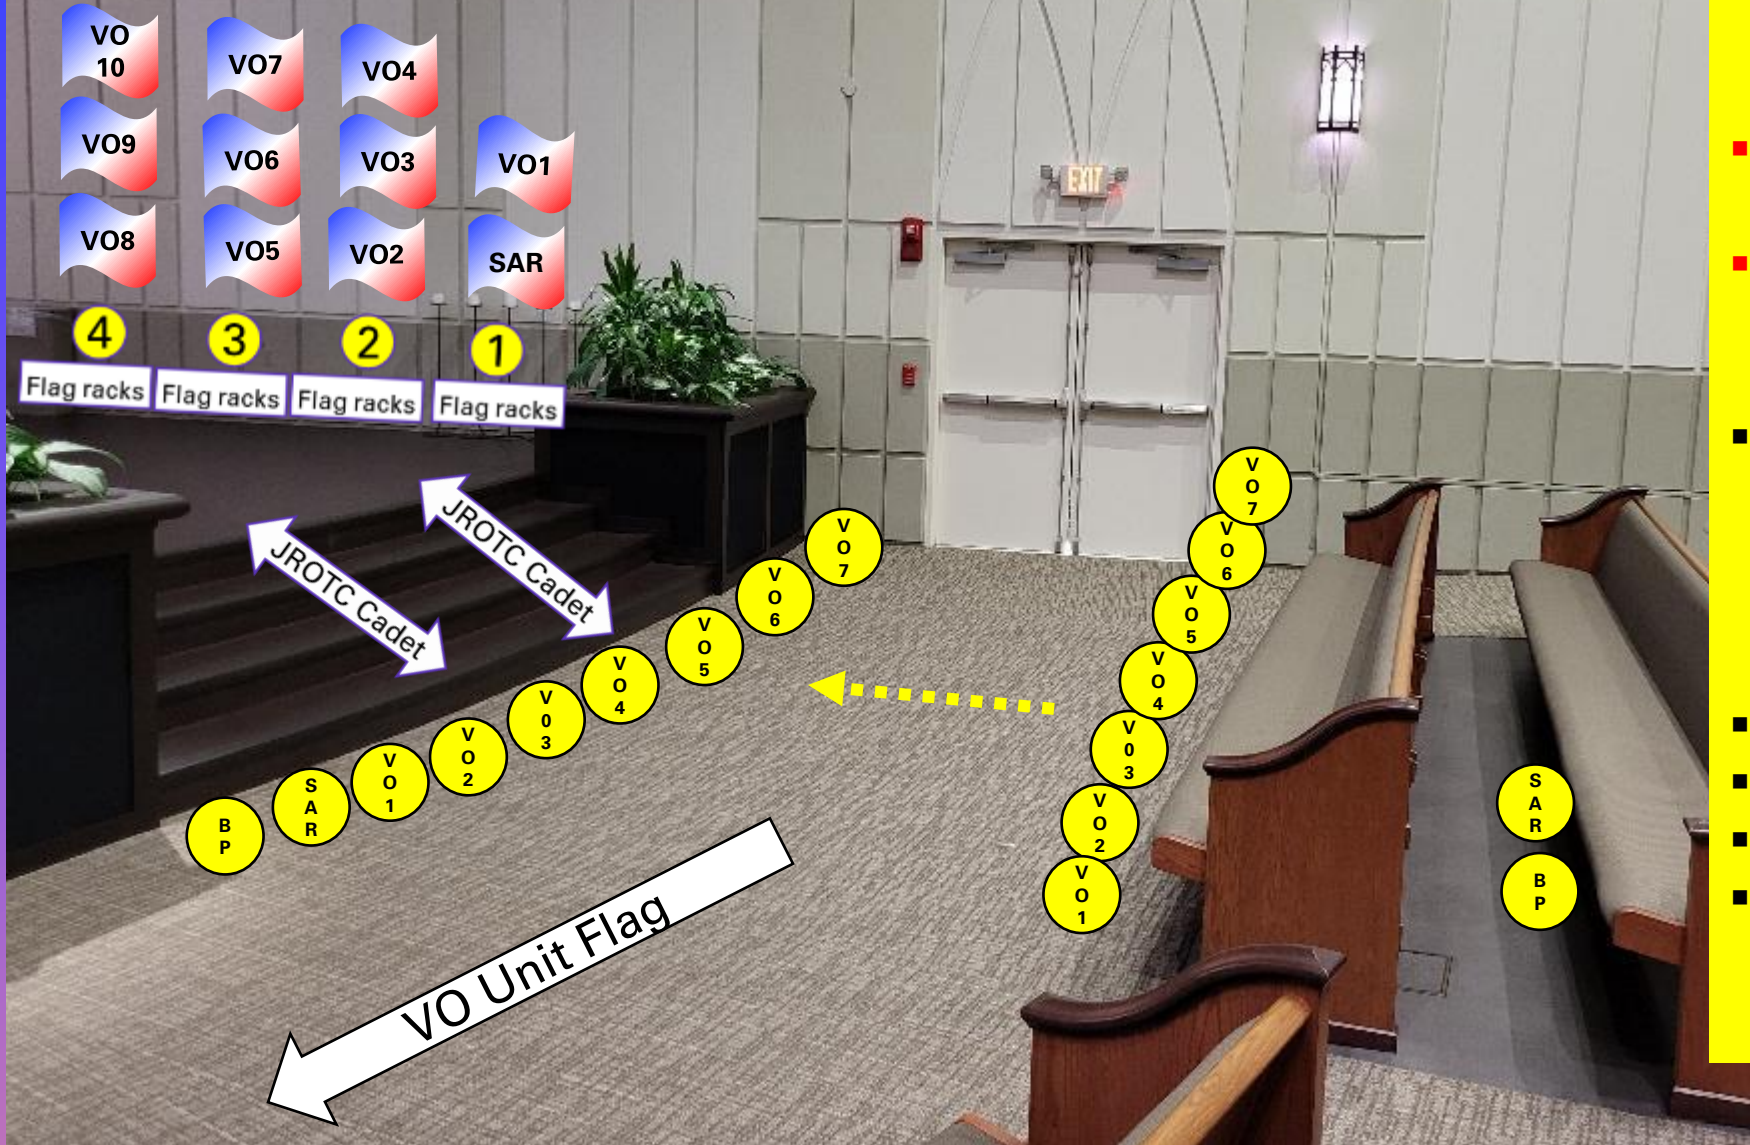 VO
10
VO7
VO4
VO9
VO6
VO3
VO1
VO8
VO5
VO2
SAR
4
3
2
1
Flag racks
Flag racks
Flag racks
Flag racks
EXIT
JROTC Cadet
JROTC Cadet
B
P
S
A
R
V
O
1
V
O
2
V
0
3
V
O
4
V
O
5
V
O
6
V
O
7
V
O
7
V
O
6
V
O
5
V
O
4
V
0
3
V
O
2
V
O
1
S
A
R
B
P
VO Unit Flag